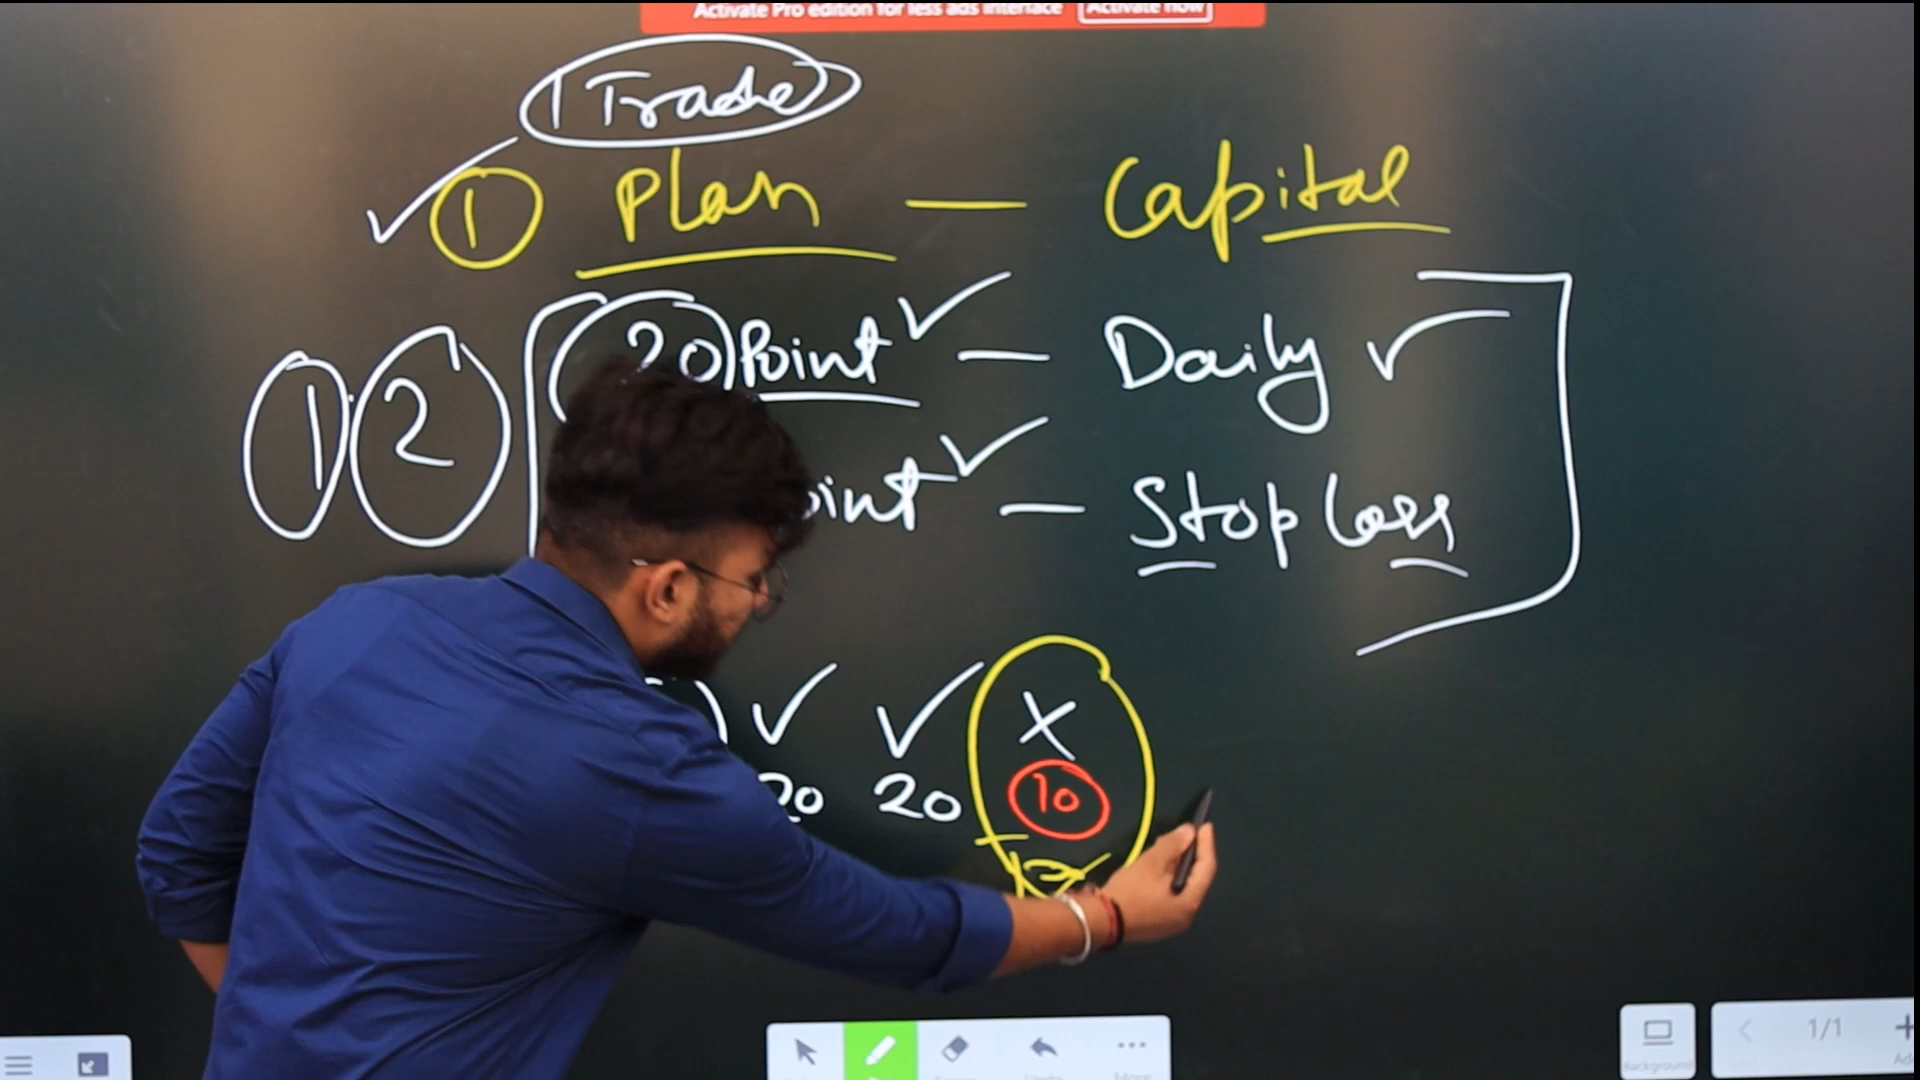 Activate Pro edition for less ads interface Activate now
1 Trade
① Plan — Capital
1 2 20 Point — Daily
oint — Stop loss
20 20 10
1/1
Background